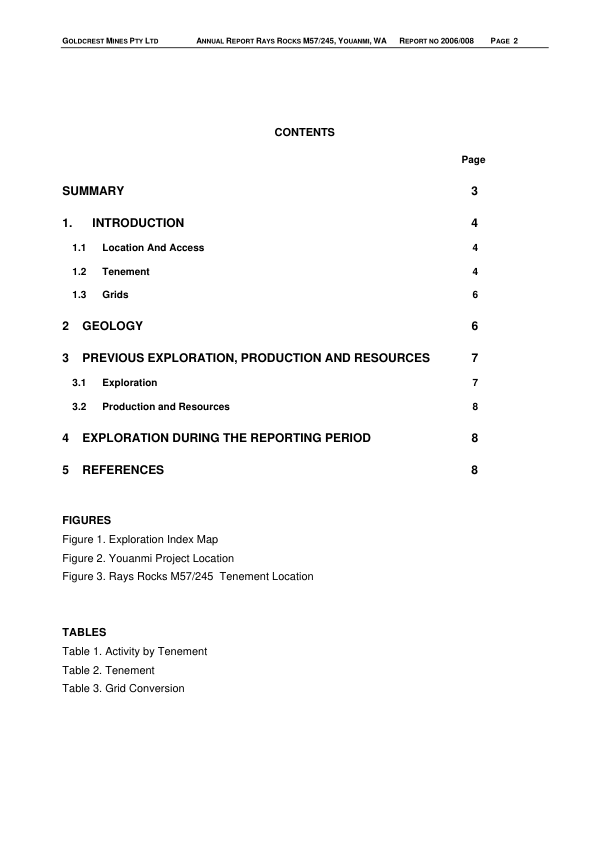 GOLDCREST MINES PTY LTD ANNUAL REPORT RAYS ROCKS M57/245, YOUANMI, WA REPORT NO 2006/008 PAGE 2
CONTENTS
Page
SUMMARY 3
1. INTRODUCTION 4
1.1 Location And Access 4
1.2 Tenement 4
1.3 Grids 6
2 GEOLOGY 6
3 PREVIOUS EXPLORATION, PRODUCTION AND RESOURCES 7
3.1 Exploration 7
3.2 Production and Resources 8
4 EXPLORATION DURING THE REPORTING PERIOD 8
5 REFERENCES 8
FIGURES
Figure 1. Exploration Index Map
Figure 2. Youanmi Project Location
Figure 3. Rays Rocks M57/245 Tenement Location
TABLES
Table 1. Activity by Tenement
Table 2. Tenement
Table 3. Grid Conversion